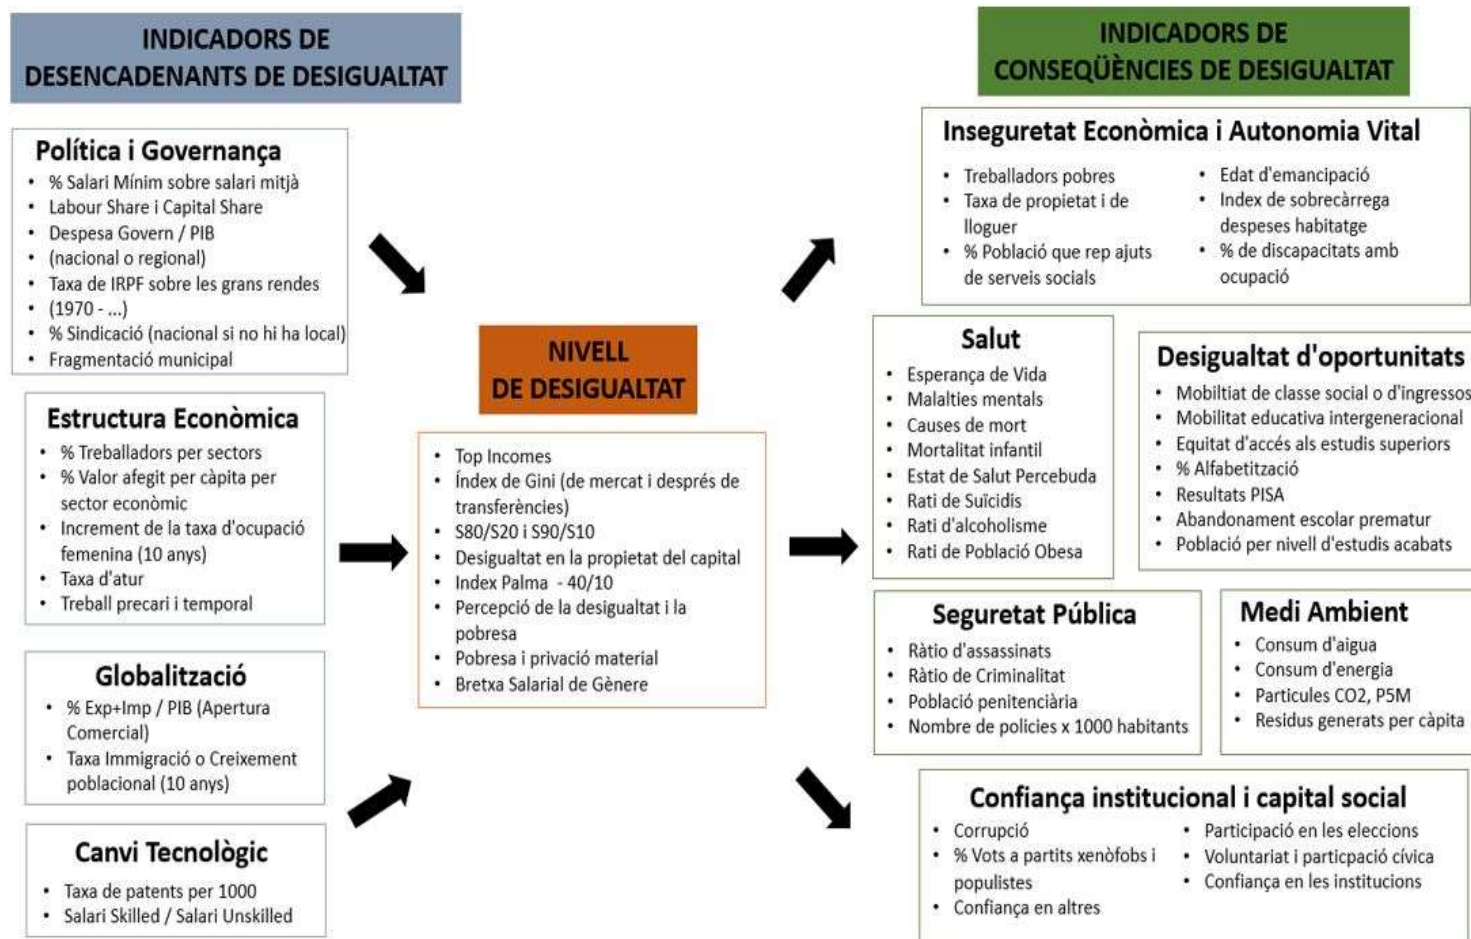 INDICADORS DE
DESENCADENANTS DE DESIGUALTAT
Política i Governança
• % Salari Mínim sobre salari mitjà
• Labour Share i Capital Share
• Despesa Govern / PIB
• (nacional o regional)
• Taxa de IRPF sobre les grans rendes
• (1970 - ...)
• % Sindicació (nacional si no hi ha local)
• Fragmentació municipal
Estructura Econòmica
• % Treballadors per sectors
• % Valor afegit per càpita per
sector econòmic
• Increment de la taxa d'ocupació
femenina (10 anys)
• Taxa d'atur
• Treball precari i temporal
Globalització
• % Exp+Imp / PIB (Apertura
Comercial)
• Taxa Immigració o Creixement
poblacional (10 anys)
Canvi Tecnològic
• Taxa de patents per 1000
• Salari Skilled / Salari Unskilled
NIVELL
DE DESIGUALTAT
• Top Incomes
• Índex de Gini (de mercat i després de
transferències)
• S80/S20 i S90/S10
• Desigualtat en la propietat del capital
• Index Palma - 40/10
• Percepció de la desigualtat i la
pobresa
• Pobresa i privació material
• Bretxa Salarial de Gènere
INDICADORS DE
CONSEQÜÈNCIES DE DESIGUALTAT
Inseguretat Econòmica i Autonomia Vital
• Treballadors pobres
• Taxa de propietat i de
lloguer
• % Població que rep ajuts
de serveis socials
• Edat d'emancipació
• Index de sobrecàrrega
despeses habitatge
• % de discapacitats amb
ocupació
Salut
• Esperança de Vida
• Malalties mentals
• Causes de mort
• Mortalitat infantil
• Estat de Salut Percebuda
• Rati de Suïcidis
• Rati d'alcoholisme
• Rati de Població Obesa
Desigualtat d'oportunitats
• Mobiltiat de classe social o d'ingressos
• Mobilitat educativa intergeneracional
• Equitat d'accés als estudis superiors
• % Alfabetització
• Resultats PISA
• Abandonament escolar prematur
• Població per nivell d'estudis acabats
Seguretat Pública
• Ràtio d'assassinats
• Ràtio de Criminalitat
• Població penitenciària
• Nombre de policies x 1000 habitants
Medi Ambient
• Consum d'aigua
• Consum d'energia
• Particules CO2, P5M
• Residus generats per càpita
Confiança institucional i capital social
• Corrupció
• % Vots a partits xenòfobs i
populistes
• Confiança en altres
• Participació en les eleccions
• Voluntariat i particpació cívica
• Confiança en les institucions